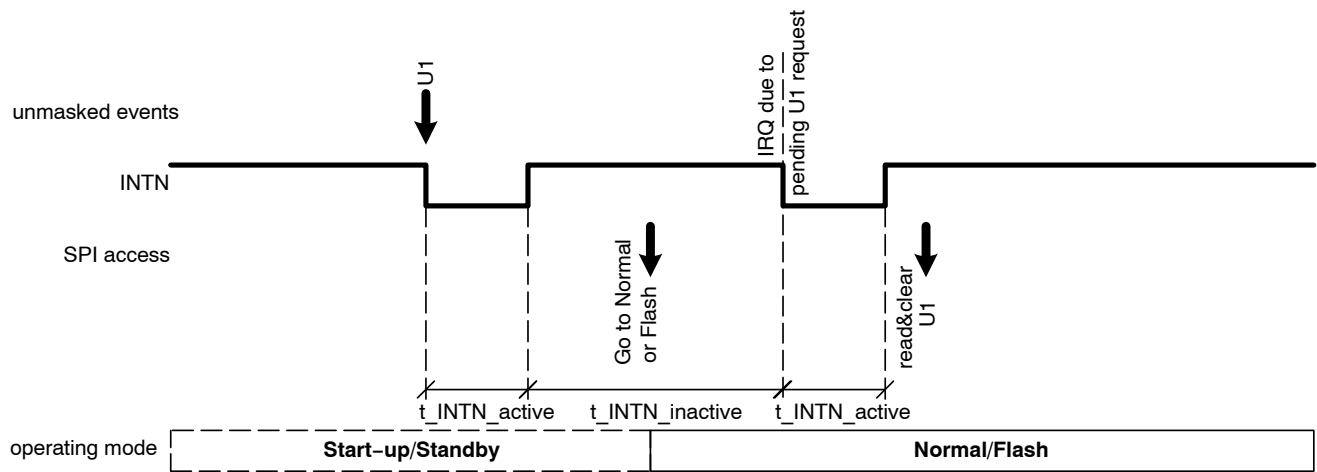 U1
IRQ due to
pending U1 request
unmasked events
INTN
SPI access
Go to Normal
or Flash
read&clear
U1
t_INTN_active
t_INTN_inactive
t_INTN_active
operating mode
Start−up/Standby
Normal/Flash